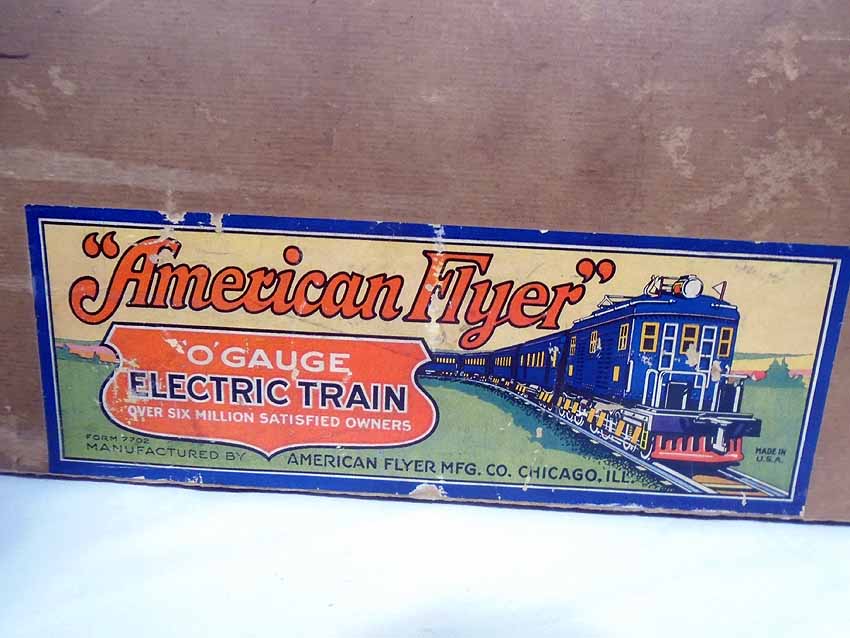 "American Flyer"
"O" GAUGE
ELECTRIC TRAIN
OVER SIX MILLION SATISFIED OWNERS
FORM 7702
MANUFACTURED BY AMERICAN FLYER MFG. CO. CHICAGO, ILL.
MADE IN
U.S.A.